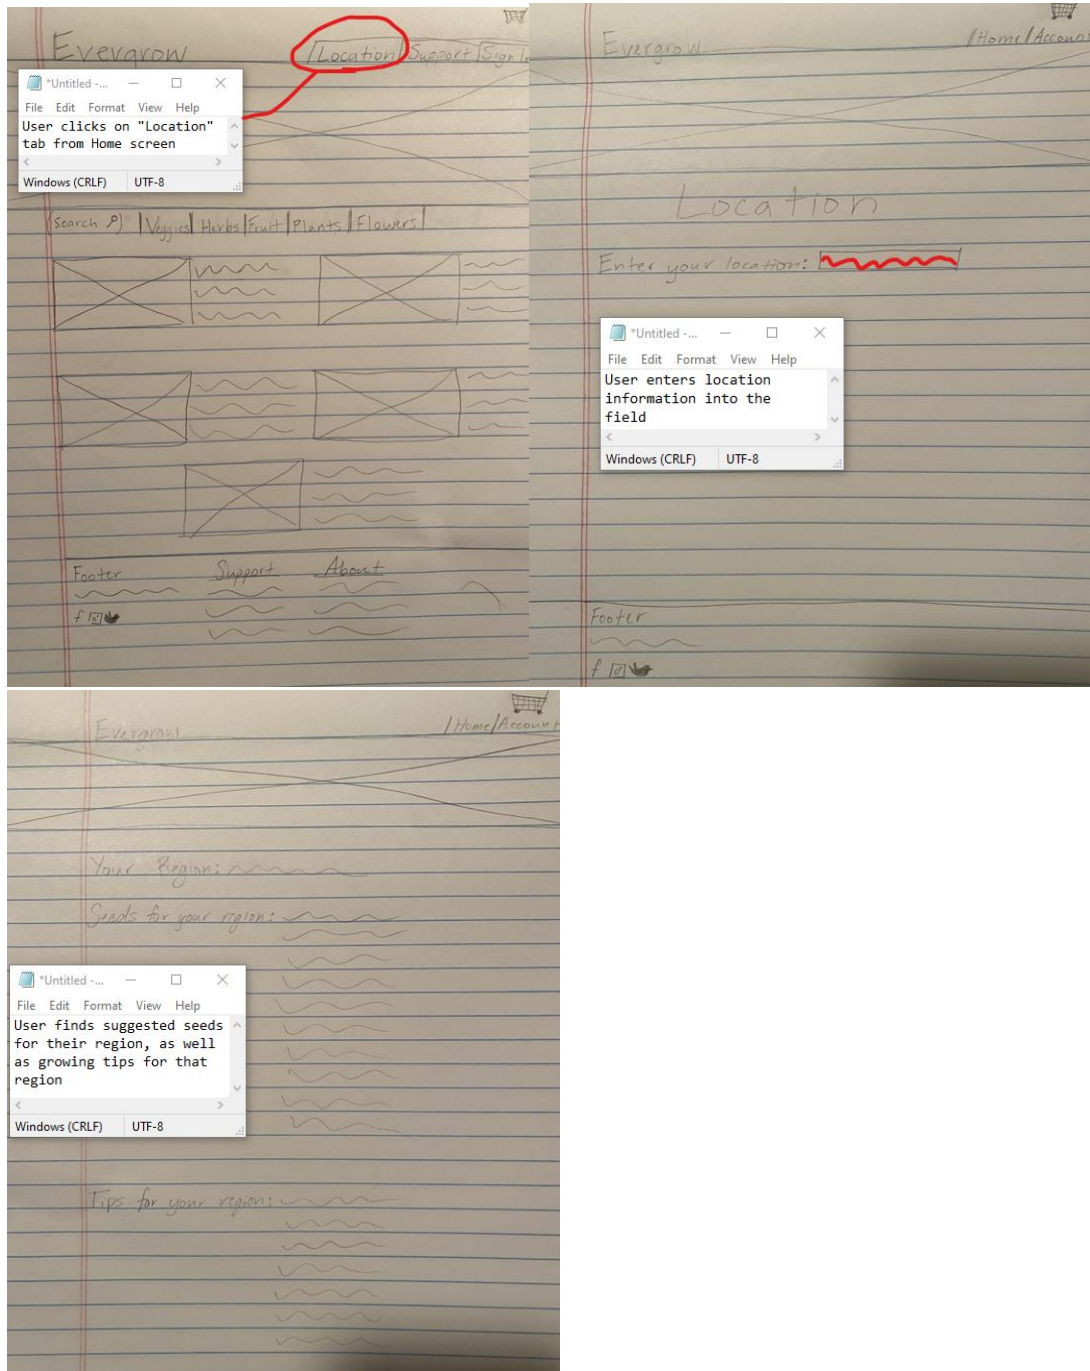 Evergrow
Location Support Sign In
*Untitled -...
File Edit Format View Help
User clicks on "Location"
tab from Home screen
Windows (CRLF) UTF-8
Search Veggies Herbs Fruit Plants Flowers
Footer Support About
f
Evergrow
Home Account
Location
Enter your location:
*Untitled -...
File Edit Format View Help
User enters location
information into the
field
Windows (CRLF) UTF-8
Footer
f
Evergrow
Home Account
Your Region:
Seeds for your region:
*Untitled -...
File Edit Format View Help
User finds suggested seeds
for their region, as well
as growing tips for that
region
Windows (CRLF) UTF-8
Tips for your region: